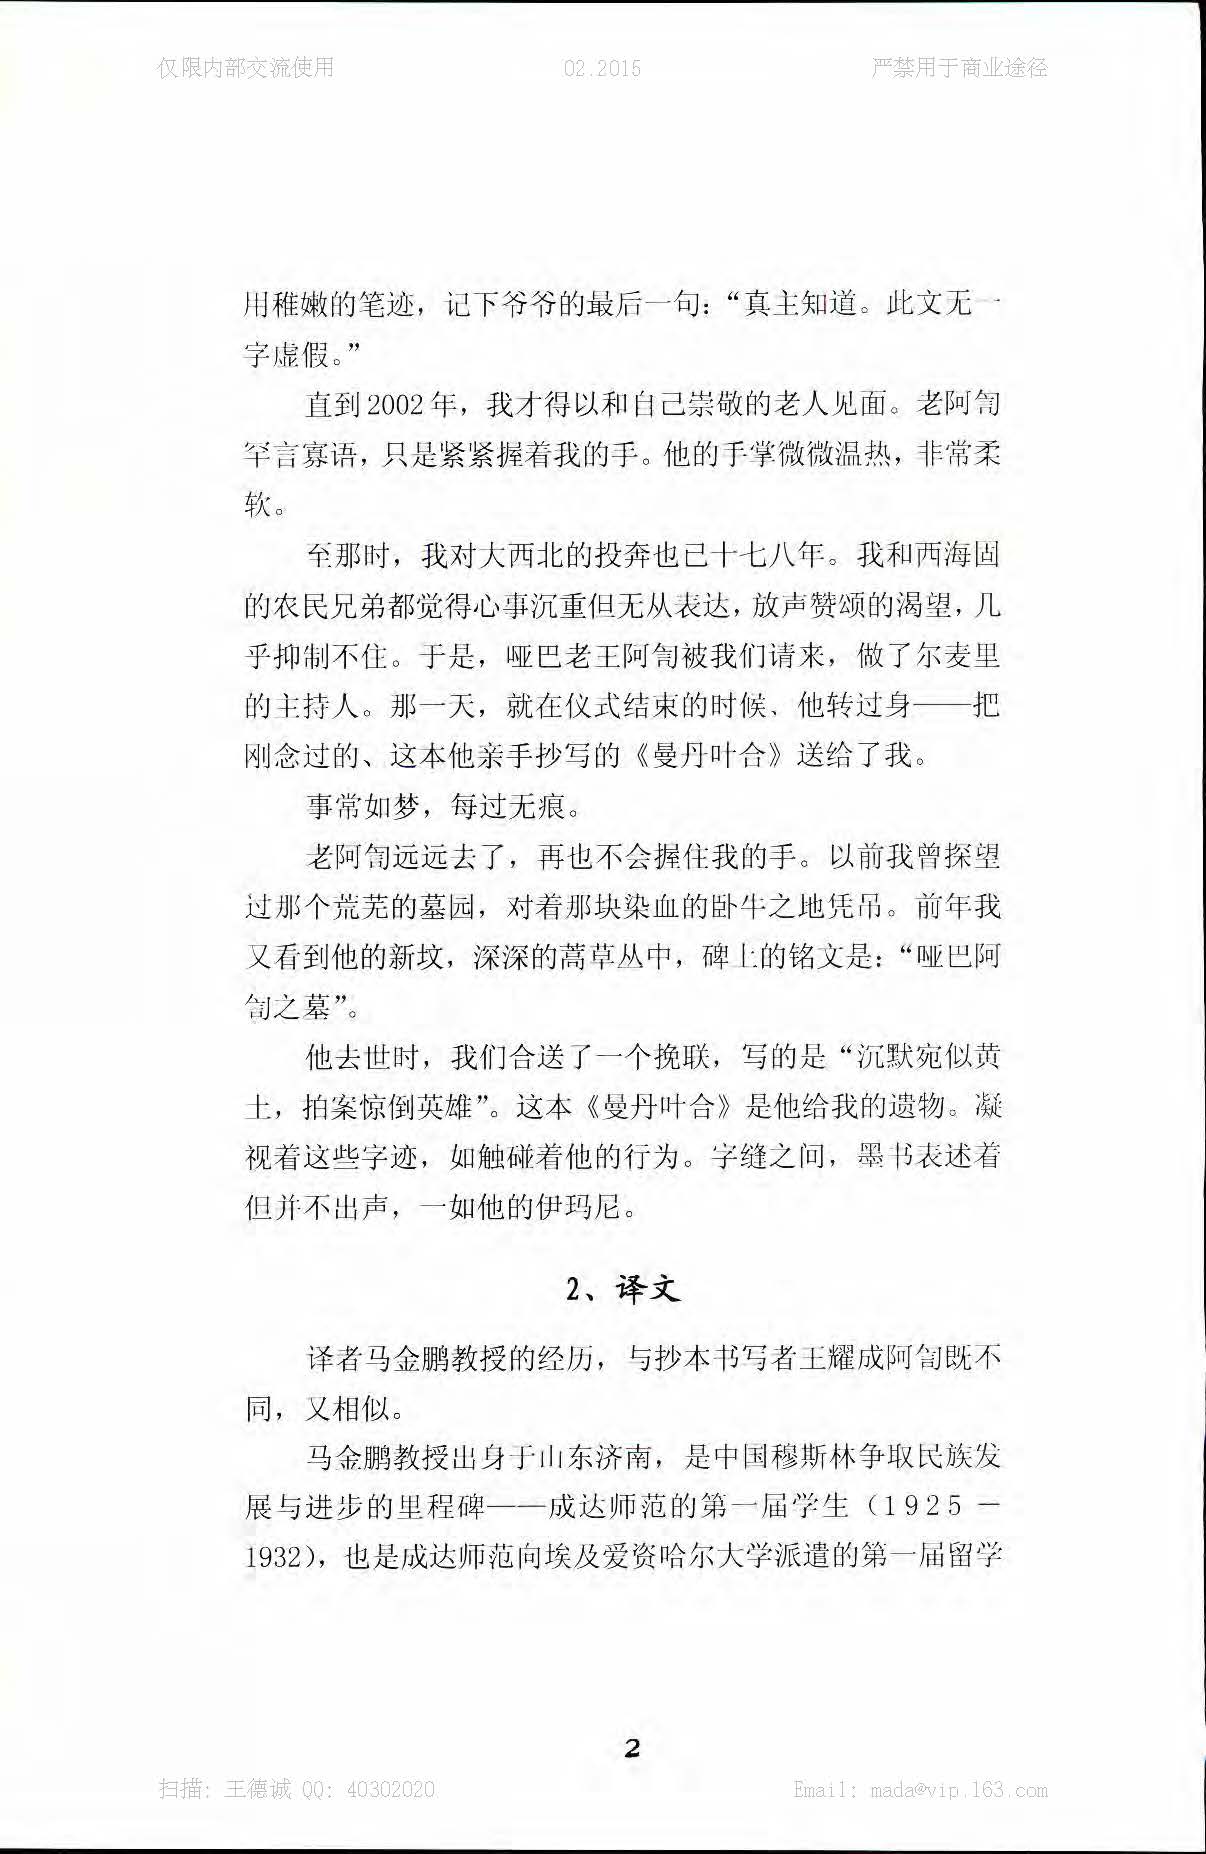 仅限内部交流使用 02.2015 严禁用于商业途径
用稚嫩的笔迹，记下爷爷的最后一句：“真主知道。此文无一
字虚假。”
直到2002年，我才得以和自己崇敬的老人见面。老阿訇
罕言寡语，只是紧紧握着我的手。他的手掌微微温热，非常柔
软。
至那时，我对大西北的投奔也已十七八年。我和西海固
的农民兄弟都觉得心事沉重但无从表达，放声赞颂的渴望，几
乎抑制不住。于是，哑巴老王阿訇被我们请来，做了尔麦里
的主持人。那一天，就在仪式结束的时候、他转过身——把
刚念过的、这本他亲手抄写的《曼丹叶合》送给了我。
事常如梦，每过无痕。
老阿訇远远去了，再也不会握住我的手。以前我曾探望
过那个荒芜的墓园，对着那块染血的卧牛之地凭吊。前年我
又看到他的新坟，深深的蒿草丛中，碑上的铭文是：“哑巴阿
訇之墓”。
他去世时，我们合送了一个挽联，写的是“沉默宛似黄
土，拍案惊倒英雄”。这本《曼丹叶合》是他给我的遗物。凝
视着这些字迹，如触碰着他的行为。字缝之间，墨书表述着
但并不出声，一如他的伊玛尼。
2、译文
译者马金鹏教授的经历，与抄本书写者王耀成阿訇既不
同，又相似。
马金鹏教授出身于山东济南，是中国穆斯林争取民族发
展与进步的里程碑——成达师范的第一届学生（1925－
1932），也是成达师范向埃及爱资哈尔大学派遣的第一届留学
2
扫描：王德诚 QQ：40302020 Email：mada@vip.163.com